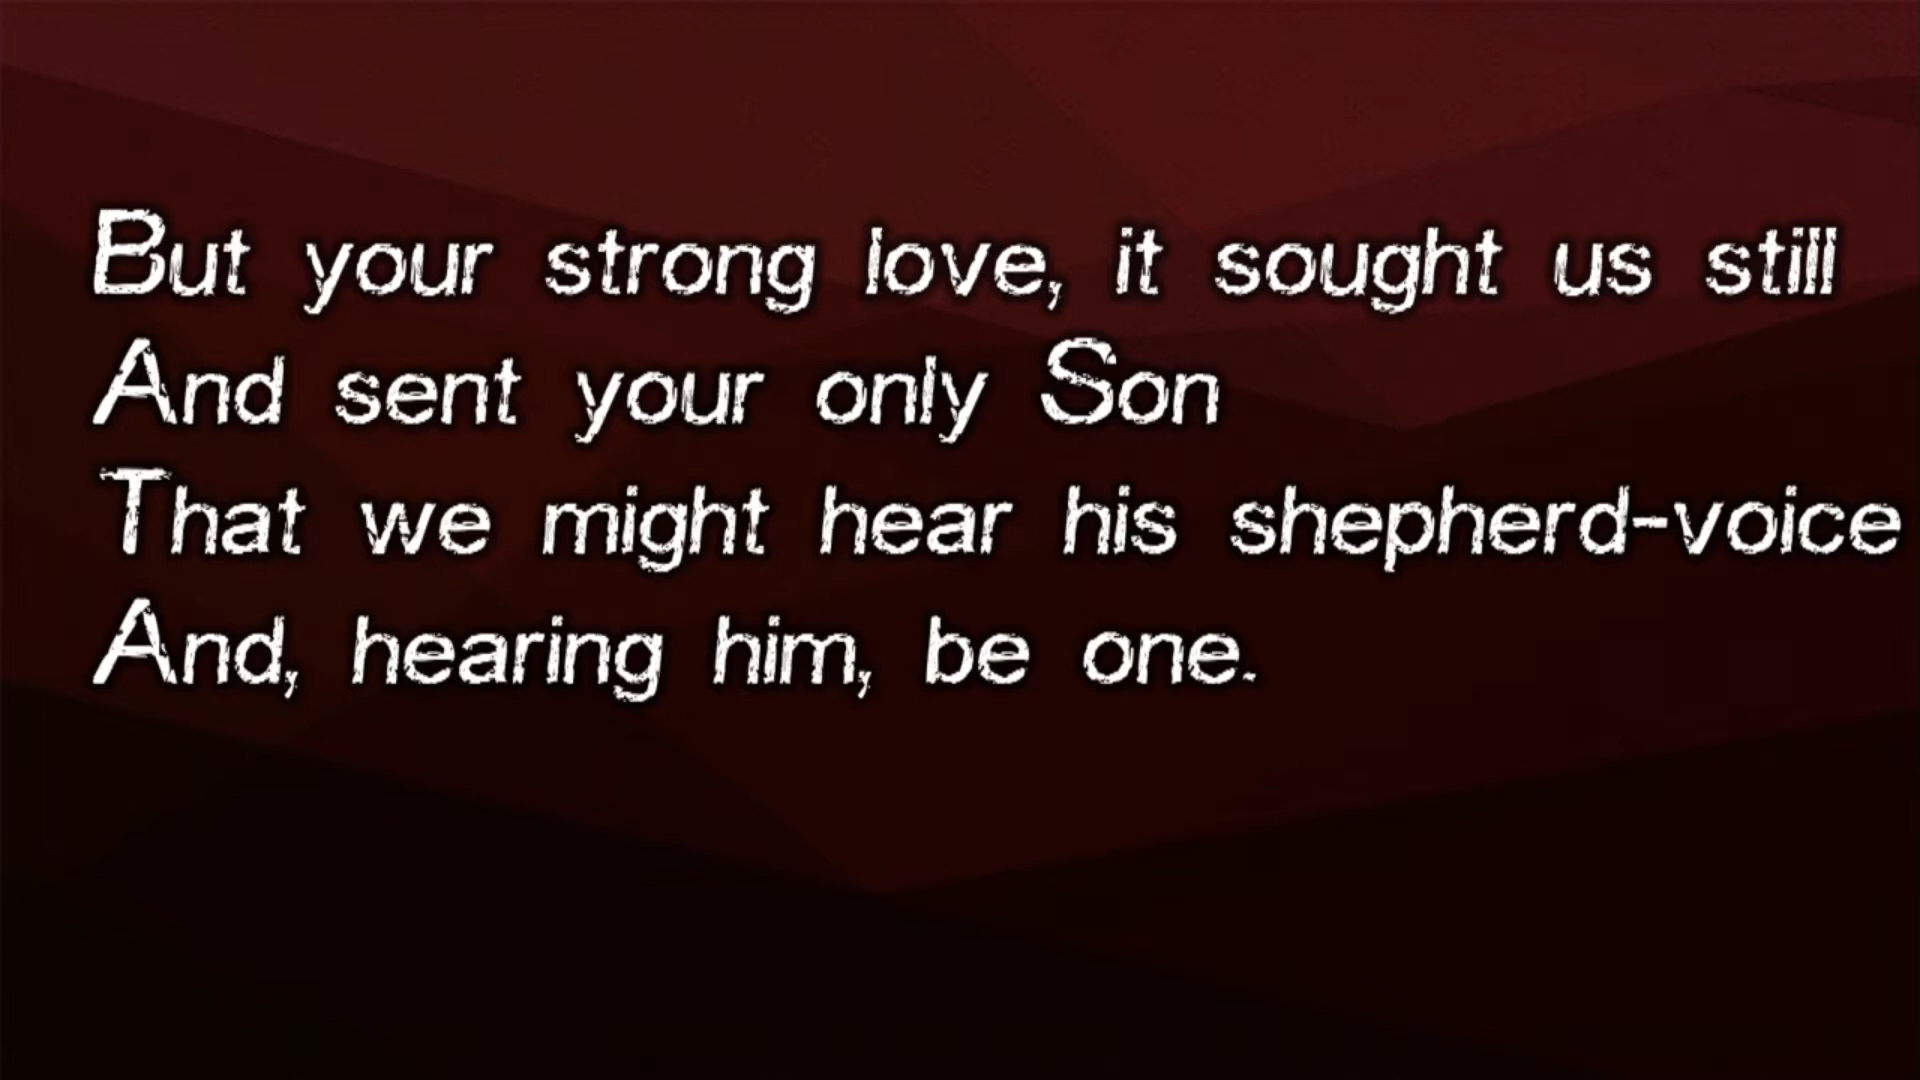 But your strong love, it sought us still
And sent your only Son
That we might hear his shepherd-voice
And, hearing him, be one.